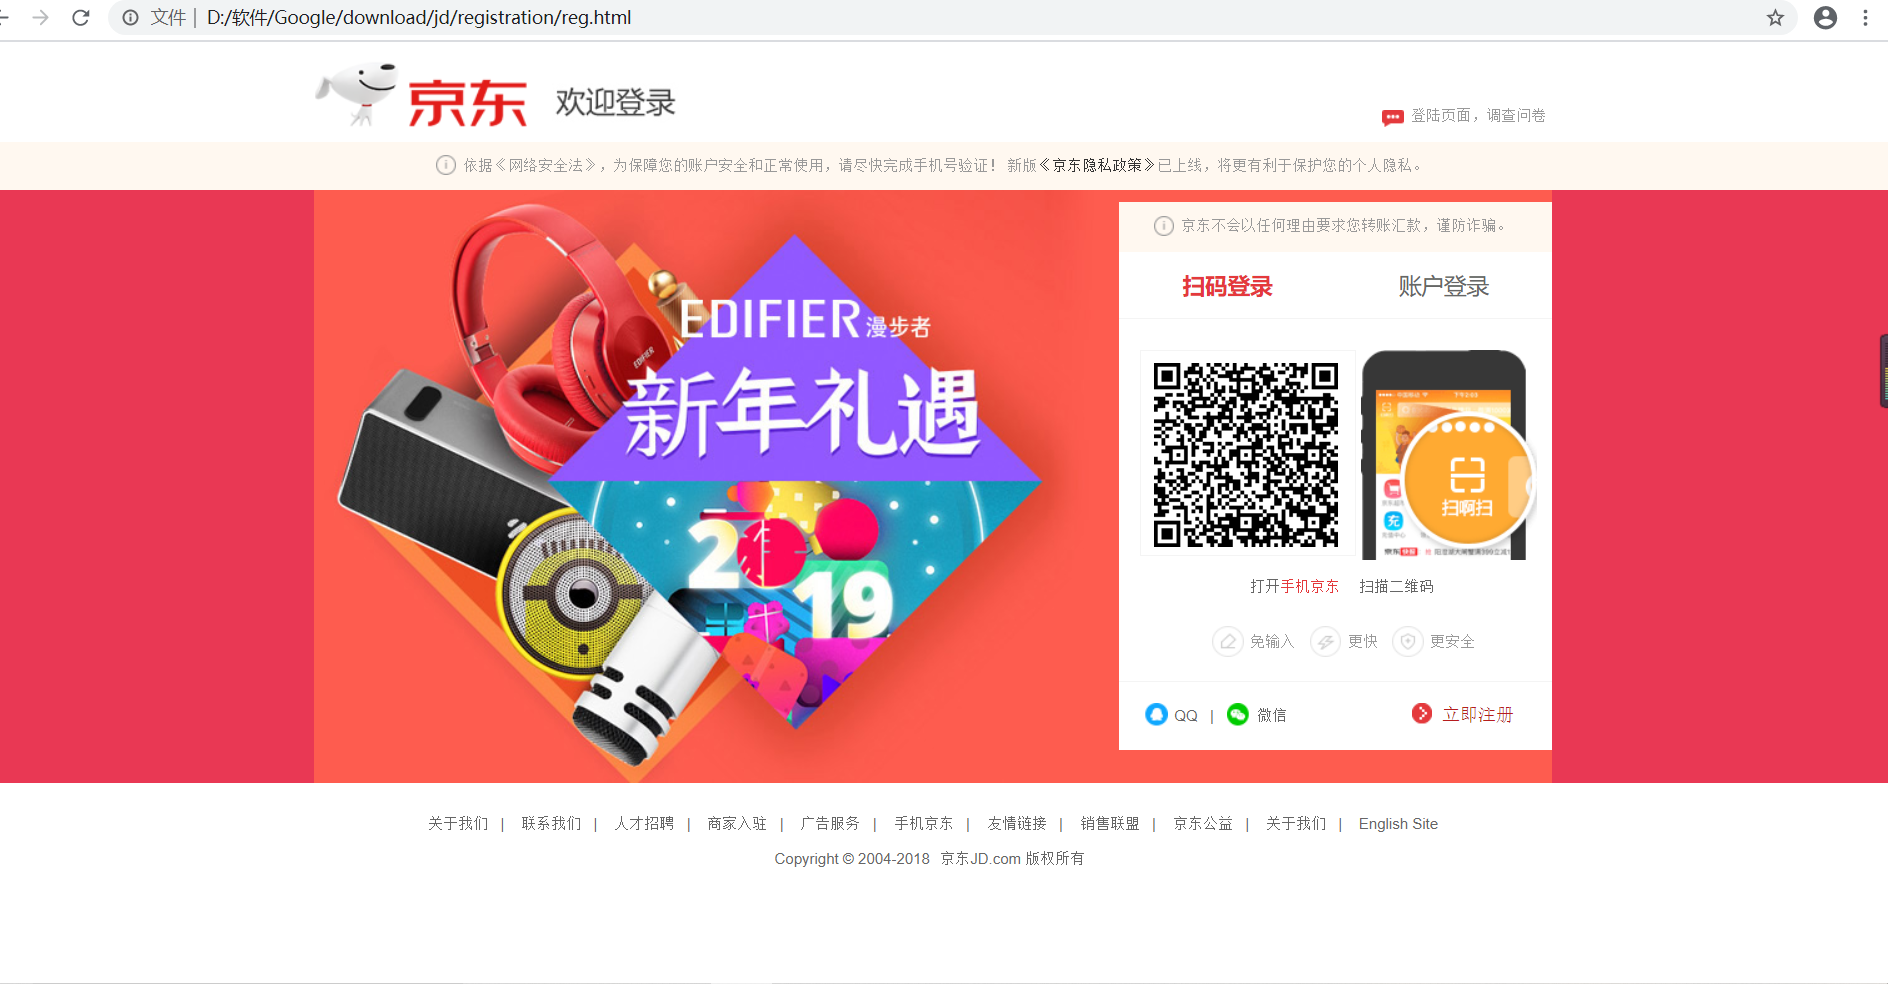 文件 | D:/软件/Google/download/jd/registration/reg.html
京东 欢迎登录
登陆页面，调查问卷
依据《网络安全法》，为保障您的账户安全和正常使用，请尽快完成手机号验证！ 新版《京东隐私政策》已上线，将更有利于保护您的个人隐私。
EDIFIER 漫步者
新年礼遇
EDIFIER
2019
京东不会以任何理由要求您转账汇款，谨防诈骗。
扫码登录 账户登录
下午2:03
扫啊扫
充
打开手机京东 扫描二维码
免输入 更快 更安全
QQ | 微信 立即注册
关于我们 | 联系我们 | 人才招聘 | 商家入驻 | 广告服务 | 手机京东 | 友情链接 | 销售联盟 | 京东公益 | 关于我们 | English Site
Copyright © 2004-2018 京东JD.com 版权所有